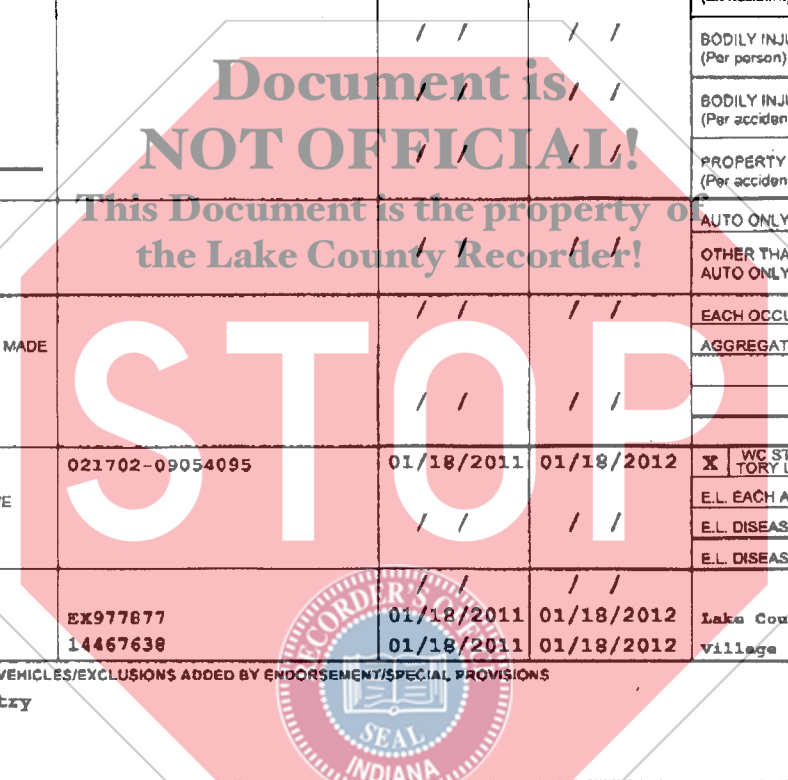 / /   / /   BODILY INJU
(Per person)
Document is
/ /   / /   BODILY INJU
(Per acciden
NOT OFFICIAL!
/ /   / /   PROPERTY
(Per acciden
This Document is the property of
AUTO ONLY
the Lake County Recorder!
/ /   / /   OTHER THA
AUTO ONLY
/ /   / /   EACH OCCU
MADE   AGGREGAT
STOP
/ /   / /
021702-09054095   01/18/2011   01/18/2012   X   WC ST
TORY L
E.L. EACH A
/ /   / /   E.L. DISEAS
E.L. DISEAS
/ /   / /
EX977877   01/18/2011   01/18/2012   Lake Cou
14467638   01/18/2011   01/18/2012   Village
VEHICLES/EXCLUSIONS ADDED BY ENDORSEMENT/SPECIAL PROVISIONS
try
SEAL
INDIANA